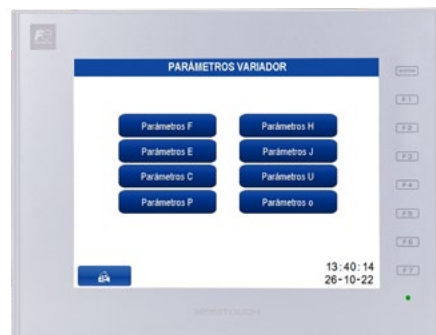 PARÁMETROS VARIADOR
Parámetros F
Parámetros H
Parámetros E
Parámetros J
Parámetros C
Parámetros U
Parámetros P
Parámetros o
13:40:14
26-10-22
F1
F2
F3
F4
F5
F6
F7
MONITOUCH